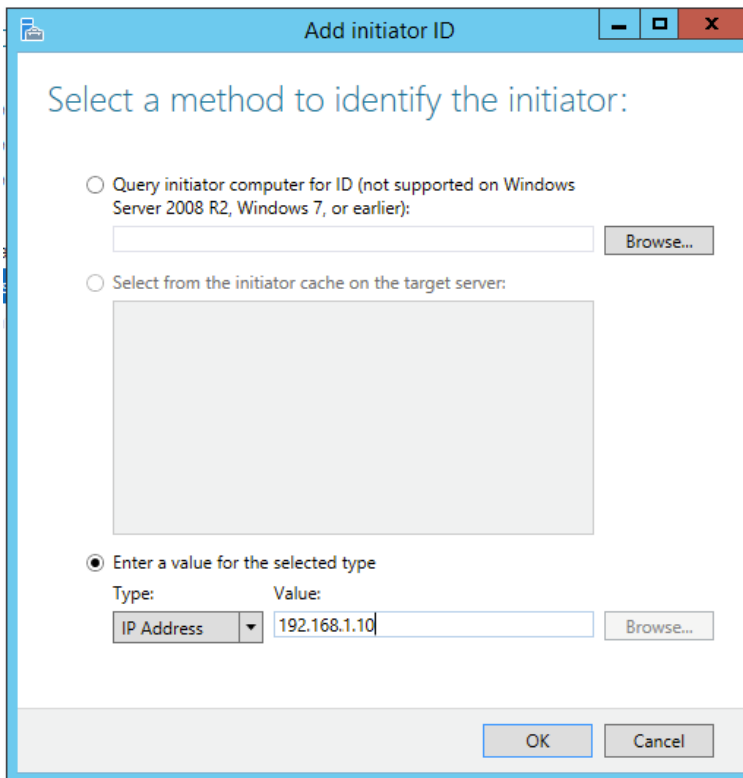 Add initiator ID
Select a method to identify the initiator:
Query initiator computer for ID (not supported on Windows
Server 2008 R2, Windows 7, or earlier):
Browse...
Select from the initiator cache on the target server:
Enter a value for the selected type
Type:
Value:
IP Address
192.168.1.10
Browse...
OK
Cancel